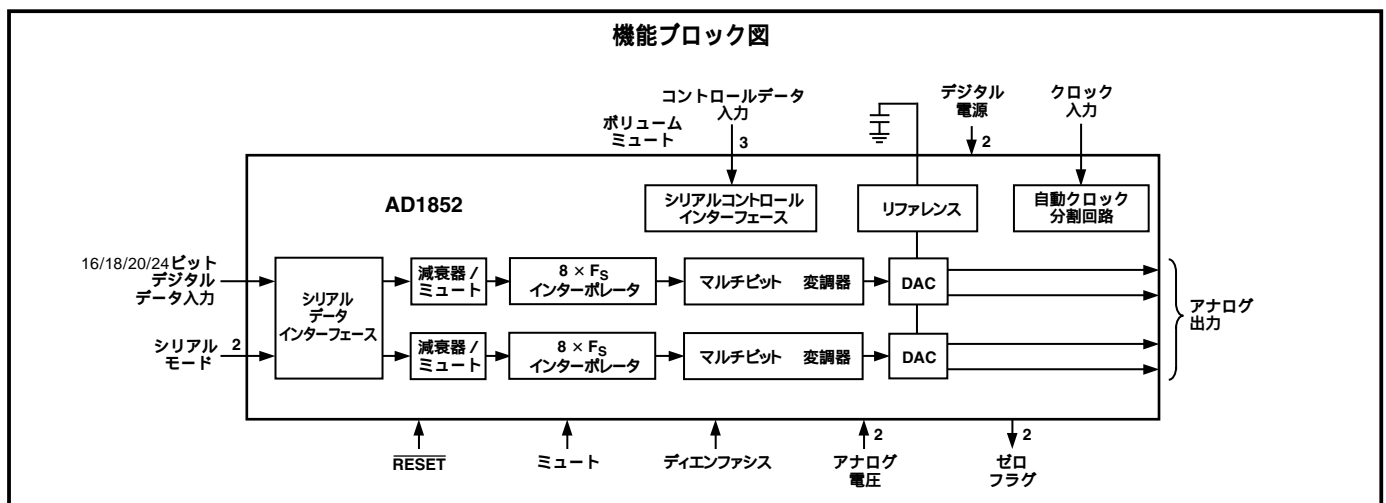 機能ブロック図
コントロールデータ
入力
ボリューム
ミュート
3
デジタル
電源
2
クロック
入力
AD1852
シリアルコントロール
インターフェース
リファレンス
自動クロック
分割回路
16/18/20/24ビット
デジタル
データ入力
シリアル
データ
インターフェース
減衰器 /
ミュート
8 × FS
インターポレータ
マルチビット 変調器
DAC
シリアル
モード
2
減衰器 /
ミュート
8 × FS
インターポレータ
マルチビット 変調器
DAC
アナログ
出力
RESET
ミュート
ディエンファシス
2
アナログ
電圧
2
ゼロ
フラグ